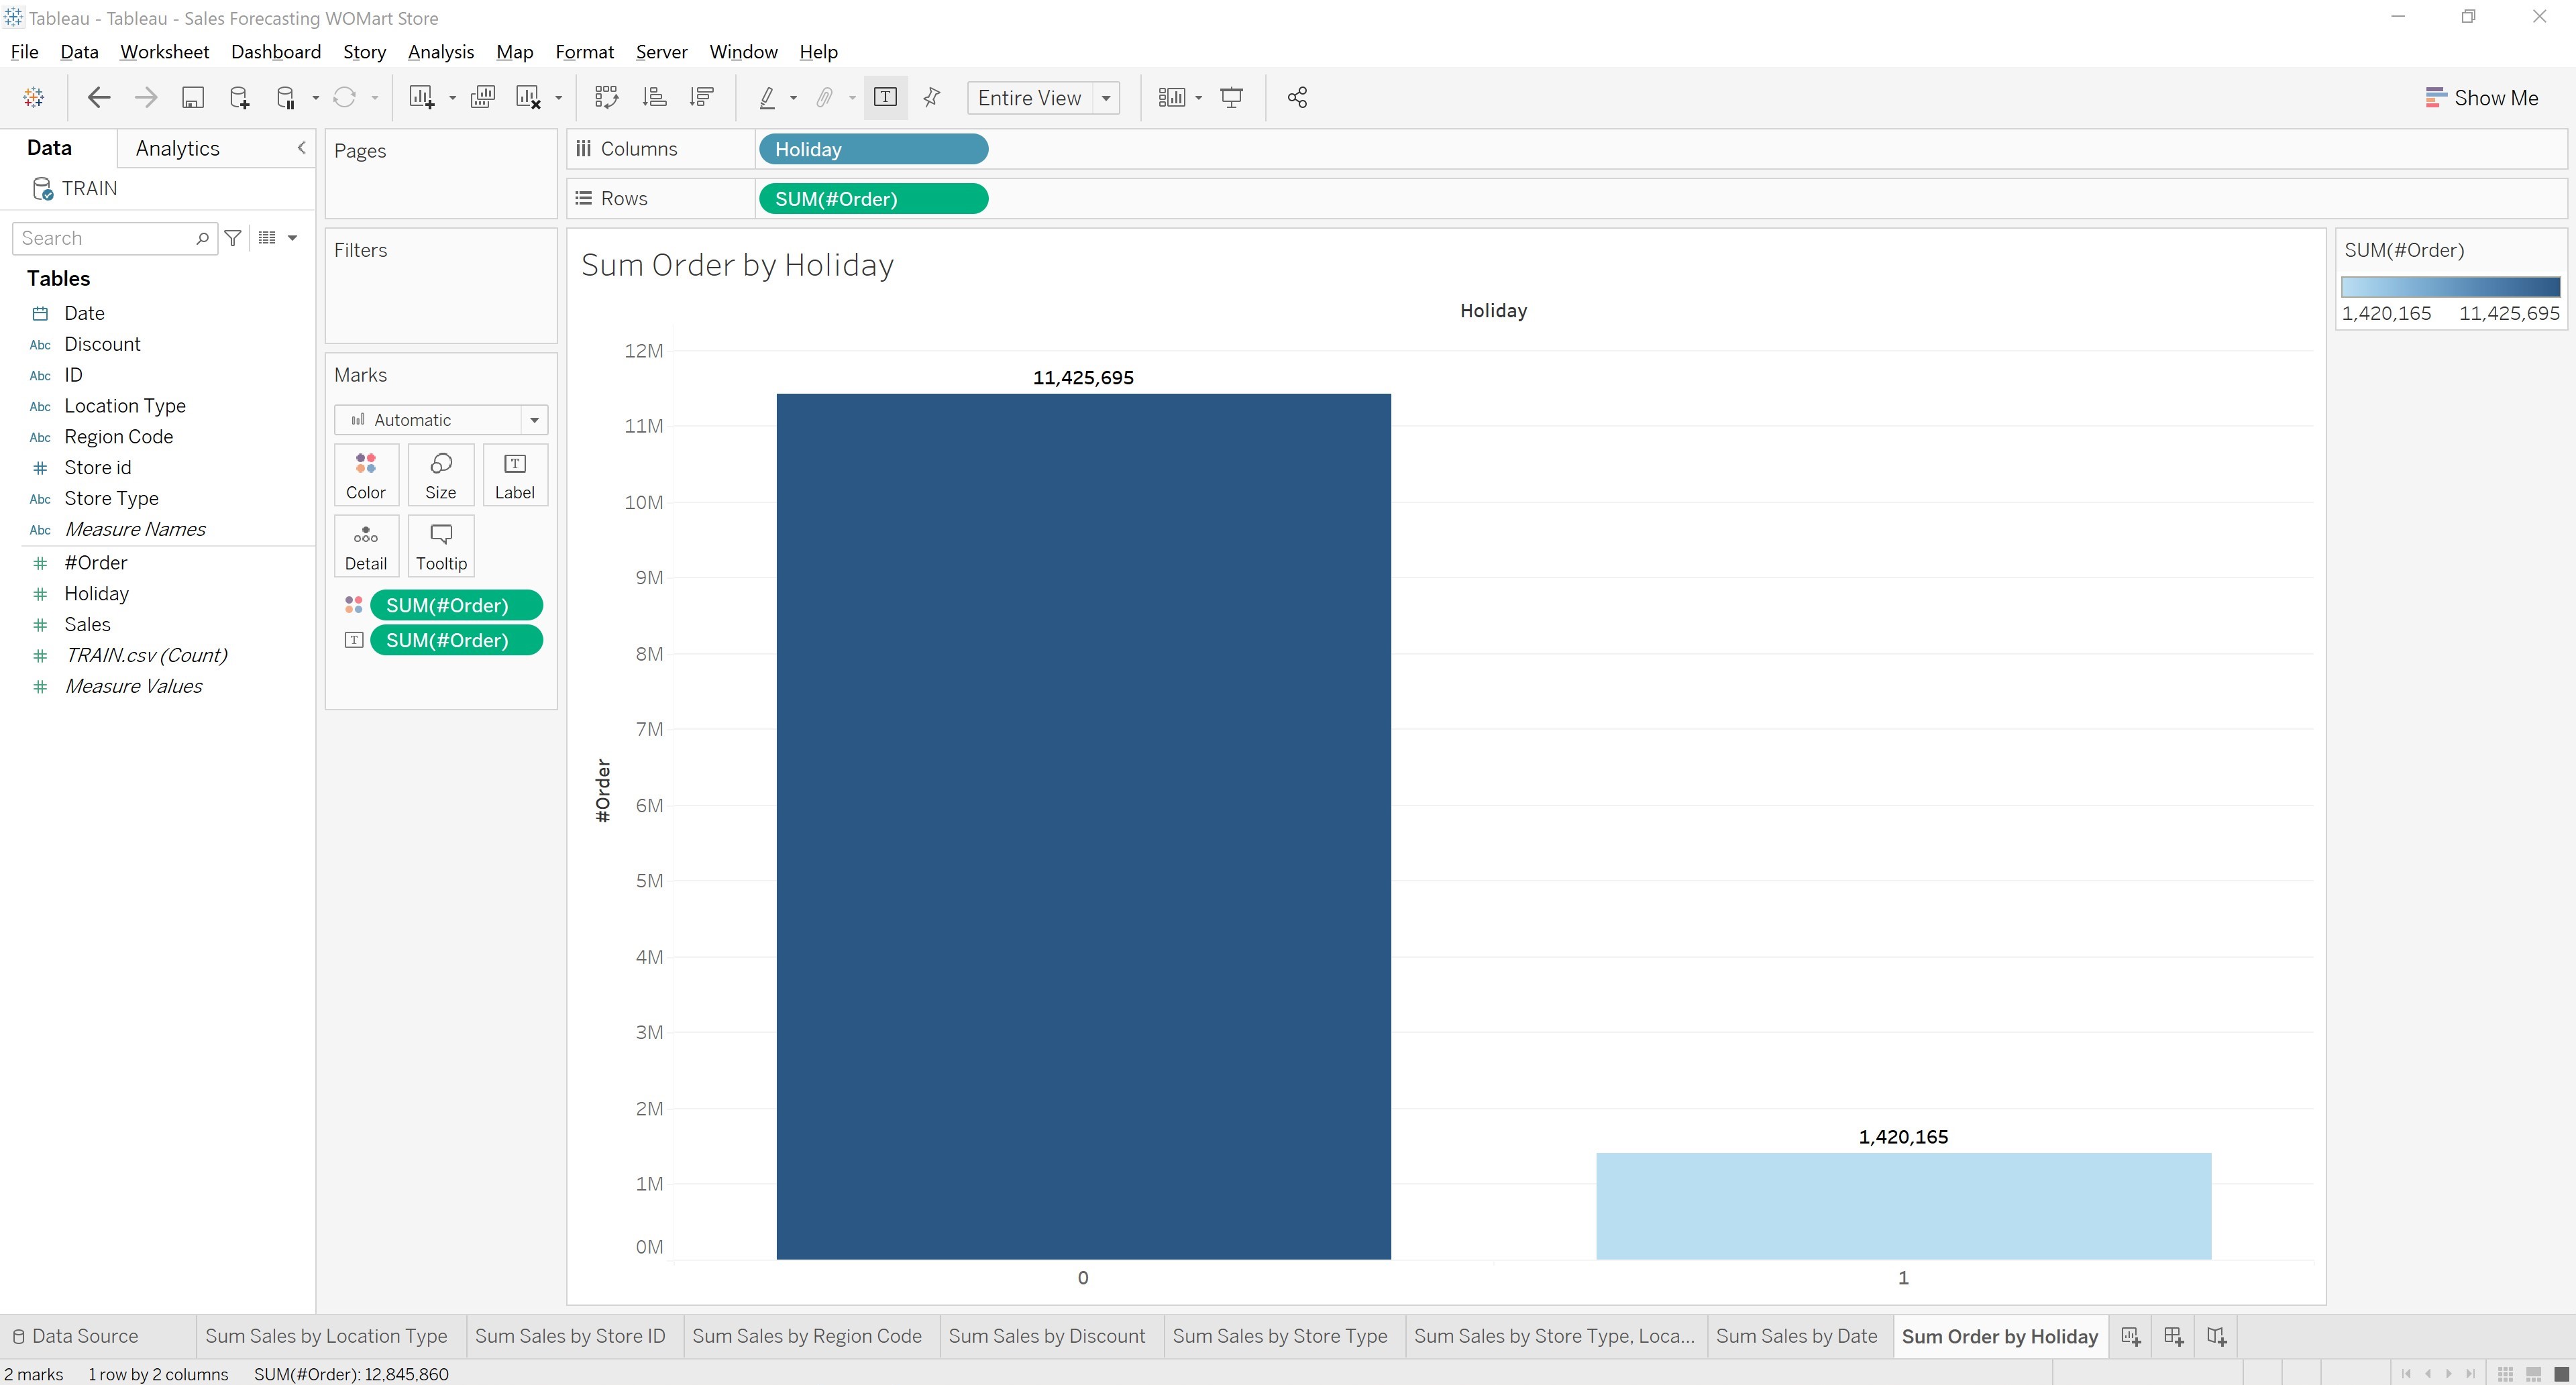 Tableau - Tableau - Sales Forecasting WOMart Store
File Data Worksheet Dashboard Story Analysis Map Format Server Window Help
Entire View
Show Me
Data Analytics
TRAIN
Search
Tables
Date
Abc Discount
Abc ID
Abc Location Type
Abc Region Code
# Store id
Abc Store Type
Abc Measure Names
# #Order
# Holiday
# Sales
# TRAIN.csv (Count)
# Measure Values
Pages
Filters
Marks
Automatic
Color Size T Label
Detail Tooltip
SUM(#Order)
T SUM(#Order)
Columns Holiday
Rows SUM(#Order)
Sum Order by Holiday
Holiday
12M
11M
10M
9M
8M
7M
6M
5M
4M
3M
2M
1M
0M
#Order
11,425,695
1,420,165
0 1
SUM(#Order)
1,420,165 11,425,695
Data Source Sum Sales by Location Type Sum Sales by Store ID Sum Sales by Region Code Sum Sales by Discount Sum Sales by Store Type Sum Sales by Store Type, Loca... Sum Sales by Date Sum Order by Holiday
2 marks 1 row by 2 columns SUM(#Order): 12,845,860